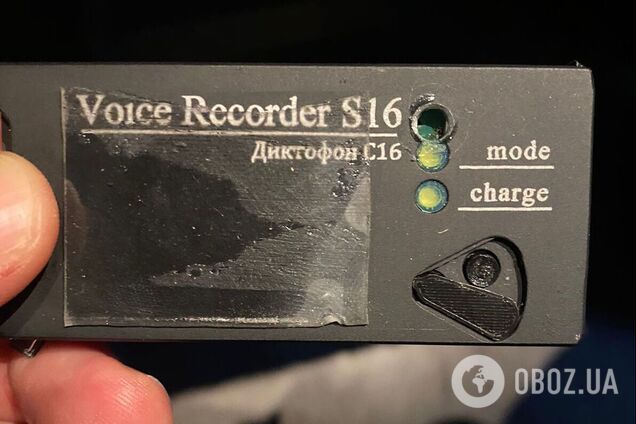 Voice Recorder S16
Диктофон С16
mode
charge
OBOZ.UA